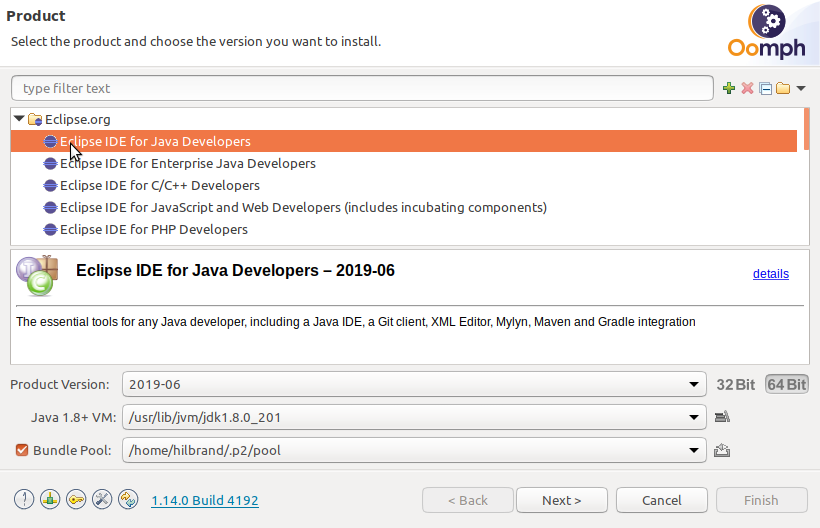 Product
Select the product and choose the version you want to install.
Oomph
type filter text
Eclipse.org
Eclipse IDE for Java Developers
Eclipse IDE for Enterprise Java Developers
Eclipse IDE for C/C++ Developers
Eclipse IDE for JavaScript and Web Developers (includes incubating components)
Eclipse IDE for PHP Developers
Eclipse IDE for Java Developers – 2019-06
details
The essential tools for any Java developer, including a Java IDE, a Git client, XML Editor, Mylyn, Maven and Gradle integration
Product Version: 2019-06 32 Bit 64 Bit
Java 1.8+ VM: /usr/lib/jvm/jdk1.8.0_201
Bundle Pool: /home/hilbrand/.p2/pool
1.14.0 Build 4192 < Back Next > Cancel Finish